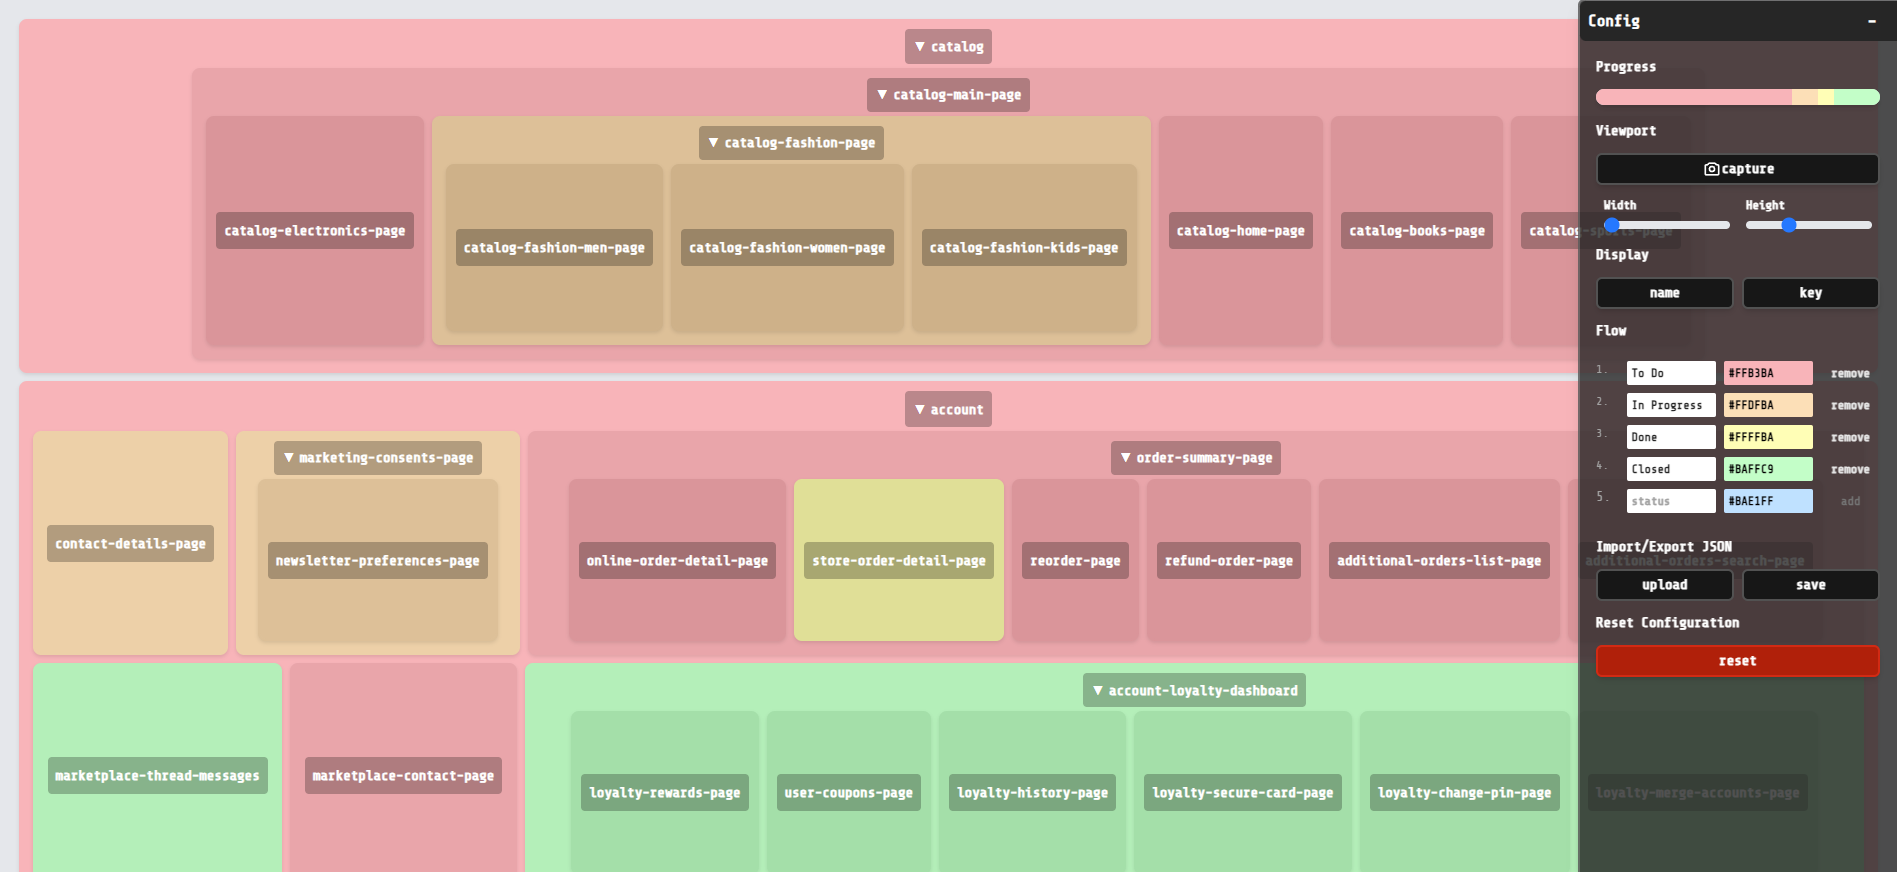 ▼ catalog
▼ catalog-main-page
catalog-electronics-page
▼ catalog-fashion-page
catalog-fashion-men-page
catalog-fashion-women-page
catalog-fashion-kids-page
catalog-home-page
catalog-books-page
catalog-sports-page
▼ account
contact-details-page
▼ marketing-consents-page
newsletter-preferences-page
▼ order-summary-page
online-order-detail-page
store-order-detail-page
reorder-page
refund-order-page
additional-orders-list-page
additional-orders-search-page
marketplace-thread-messages
marketplace-contact-page
▼ account-loyalty-dashboard
loyalty-rewards-page
user-coupons-page
loyalty-history-page
loyalty-secure-card-page
loyalty-change-pin-page
loyalty-merge-accounts-page
Config −
Progress
Viewport
capture
Width Height
Display
name key
Flow
1. To Do #FFB3BA remove
2. In Progress #FFDFBA remove
3. Done #FFFFBA remove
4. Closed #BAFFC9 remove
5. status #BAE1FF add
Import/Export JSON
upload save
Reset Configuration
reset